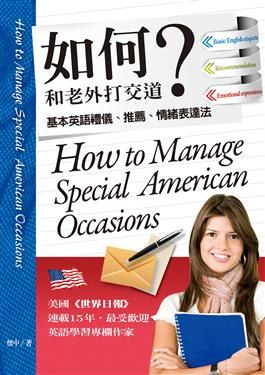 How to Manage Special American Occasions
懷中/著
如何?
和老外打交道
基本英語禮儀、推薦、情緒表達法
Basic English etiquette
Recommendation
Emotional expressions
How to Manage
Special American
Occasions
美國《世界日報》
連載15年,最受歡迎
英語學習專欄作家